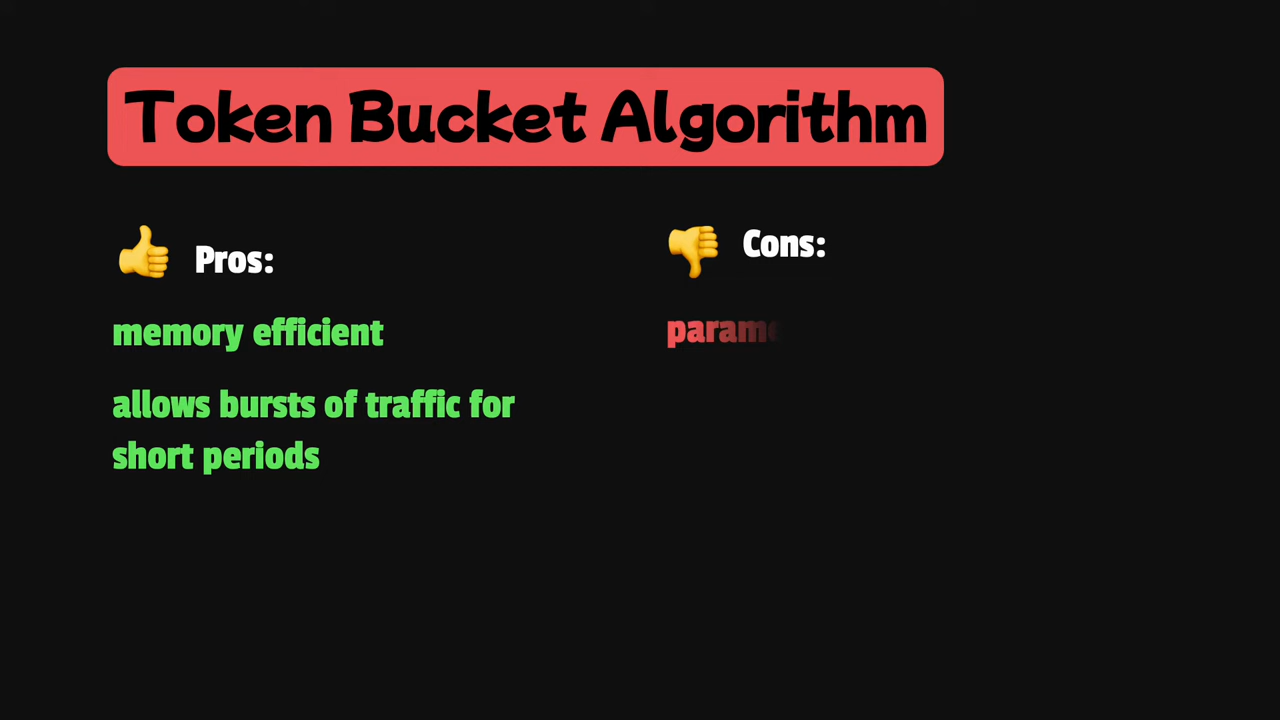 Token Bucket Algorithm
Pros:
memory efficient
allows bursts of traffic for
short periods
Cons: